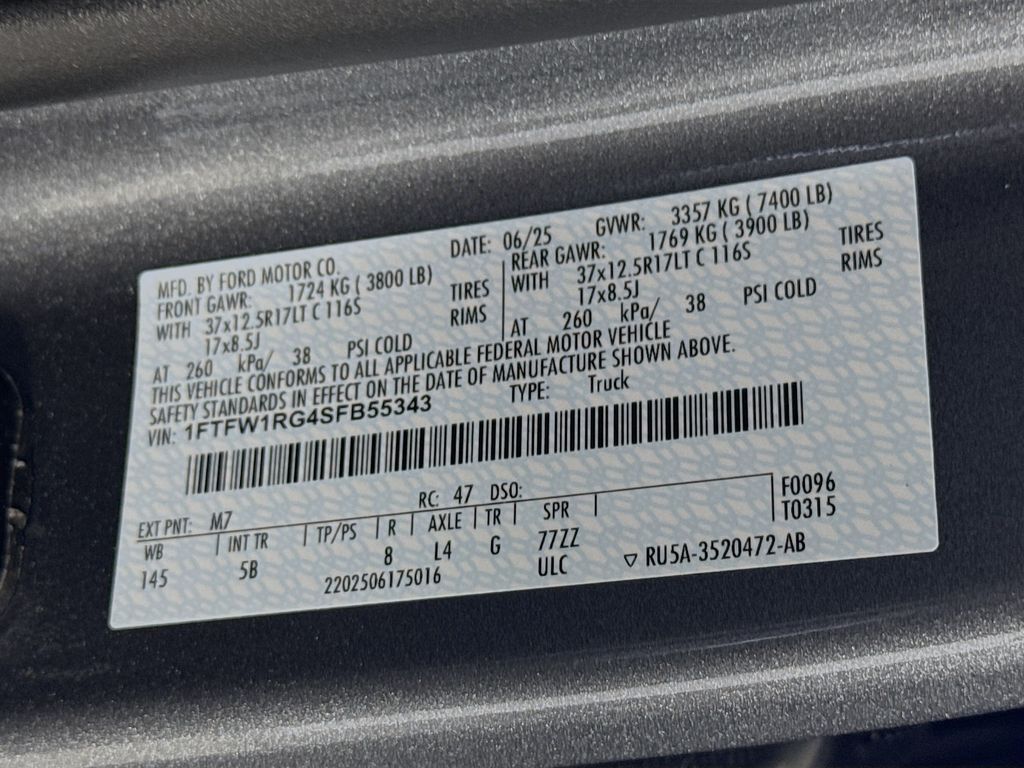 MFD. BY FORD MOTOR CO.
DATE: 06/25 GVWR: 3357 KG ( 7400 LB)
FRONT GAWR: 1724 KG ( 3800 LB)
WITH 37x12.5R17LT C 116S TIRES
17x8.5J RIMS
AT 260 kPa/ 38 PSI COLD
REAR GAWR: 1769 KG ( 3900 LB)
WITH 37x12.5R17LT C 116S TIRES
17x8.5J RIMS
AT 260 kPa/ 38 PSI COLD
THIS VEHICLE CONFORMS TO ALL APPLICABLE FEDERAL MOTOR VEHICLE
SAFETY STANDARDS IN EFFECT ON THE DATE OF MANUFACTURE SHOWN ABOVE.
VIN: 1FTFW1RG4SFB55343 TYPE: Truck
EXT PNT: M7 RC: 47 DSO:
WB INT TR TP/PS R AXLE TR SPR
145 5B 8 L4 G 77ZZ
2202506175016 ULC
F0096
T0315
▽ RU5A-3520472-AB